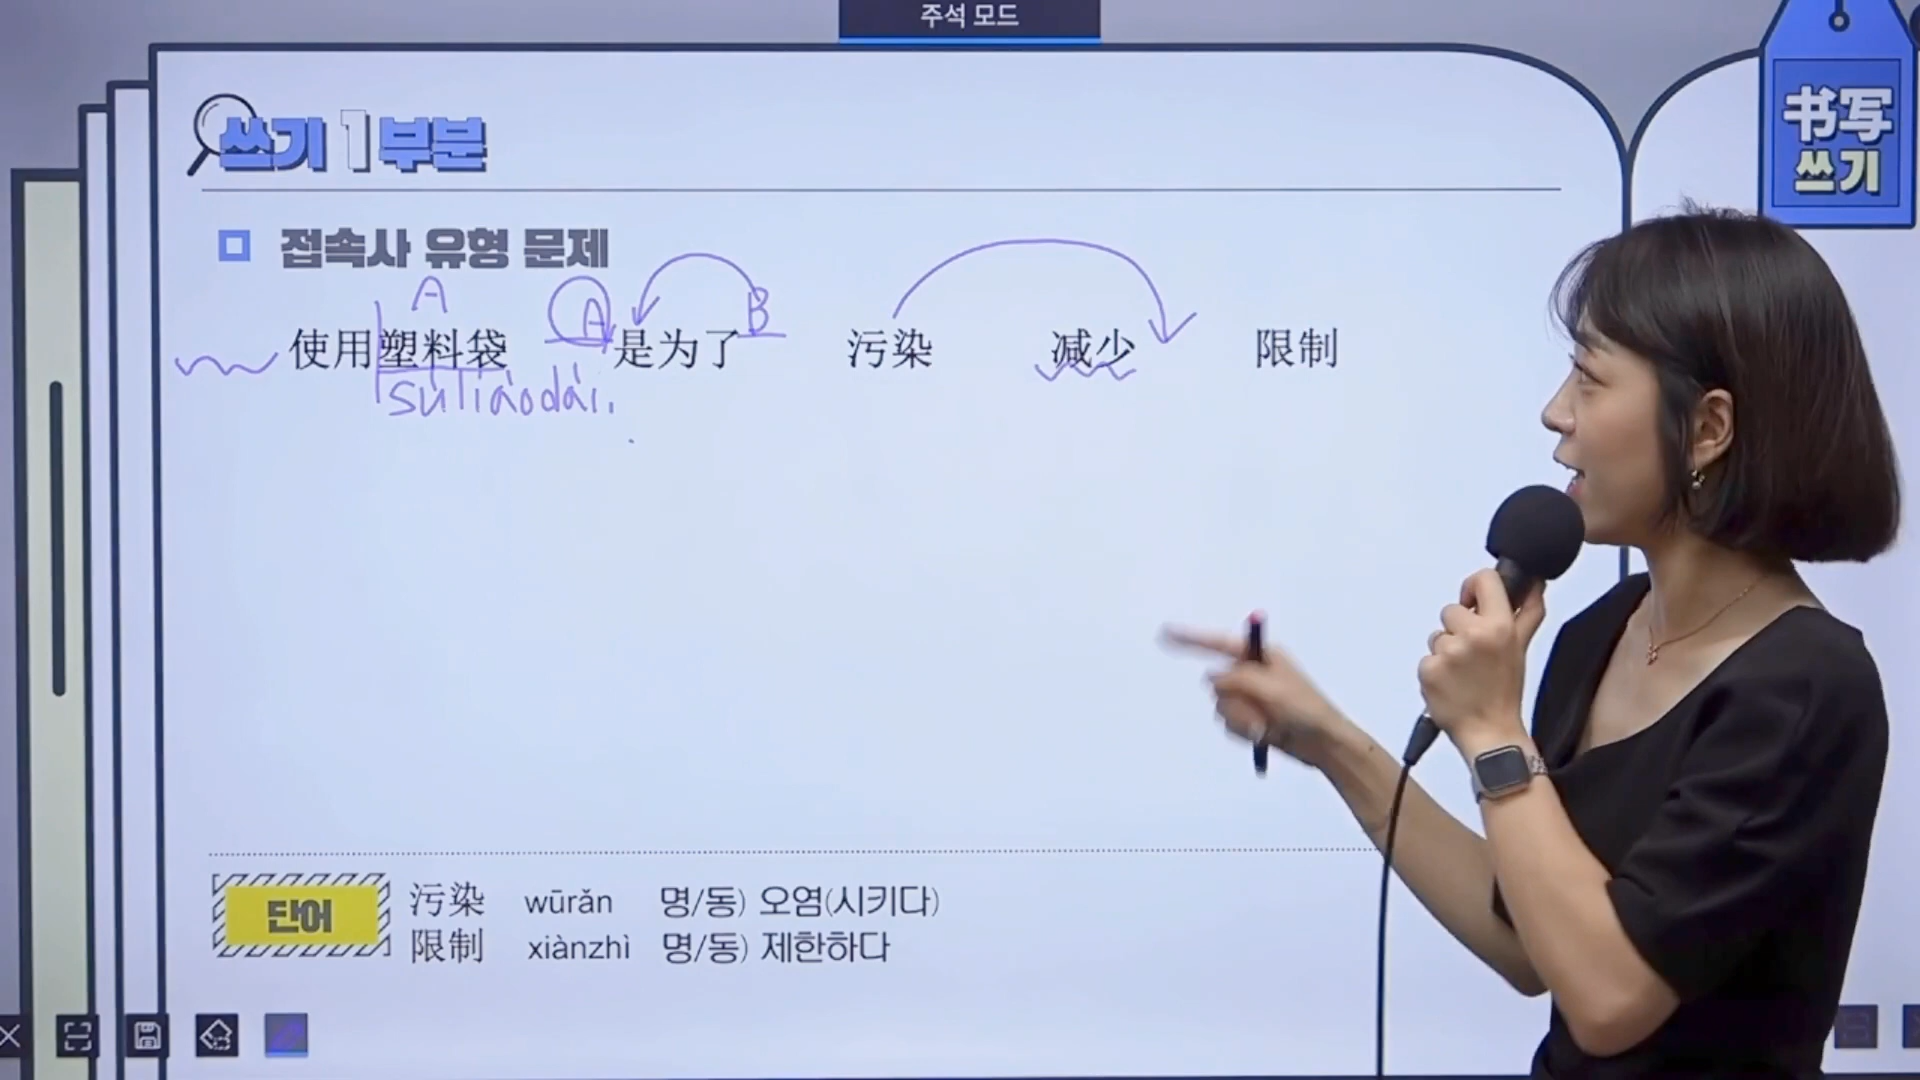 주석 모드
书写
쓰기
쓰기 1 부분
접속사 유형 문제
A A B
使用塑料袋 是为了 污染 减少 限制
sùliàodài.
단어
污染 wūrǎn 명/동) 오염(시키다)
限制 xiànzhì 명/동) 제한하다